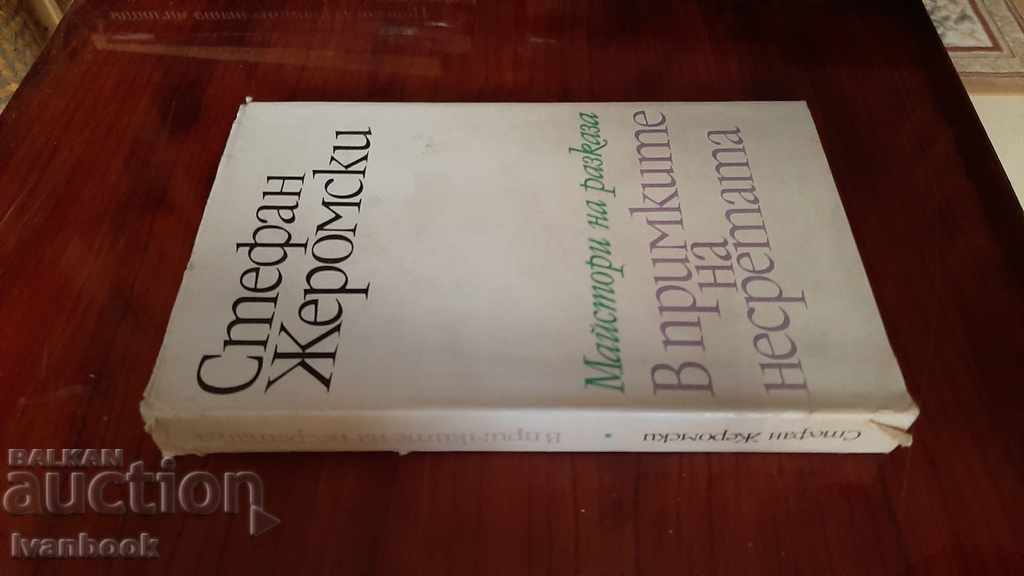 Стефан
Жеромски
Майстори на разказа
В примките
на
несретата
Стефан Жеромски • В примките на несретата
BALKAN
auction
Ivanbook